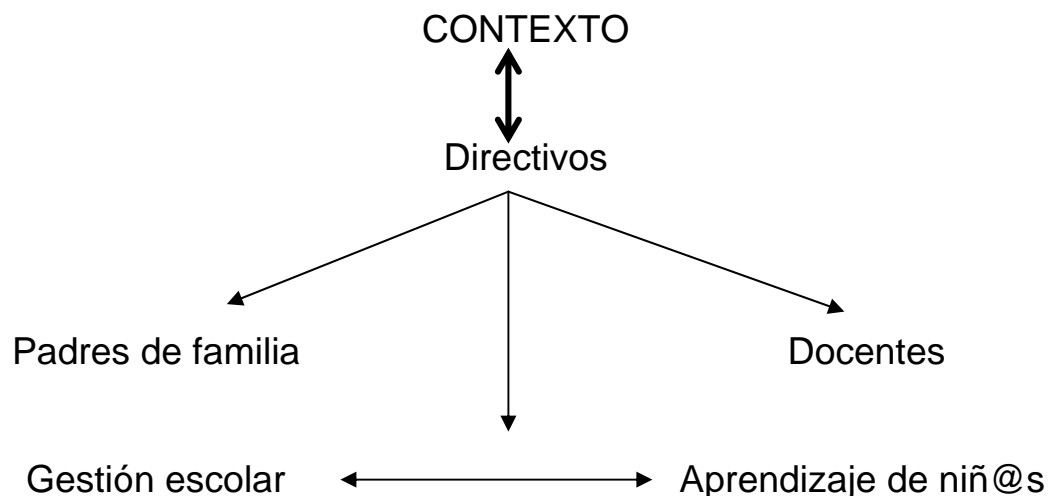 CONTEXTO
Directivos
Padres de familia
Docentes
Gestión escolar
Aprendizaje de niñ@s